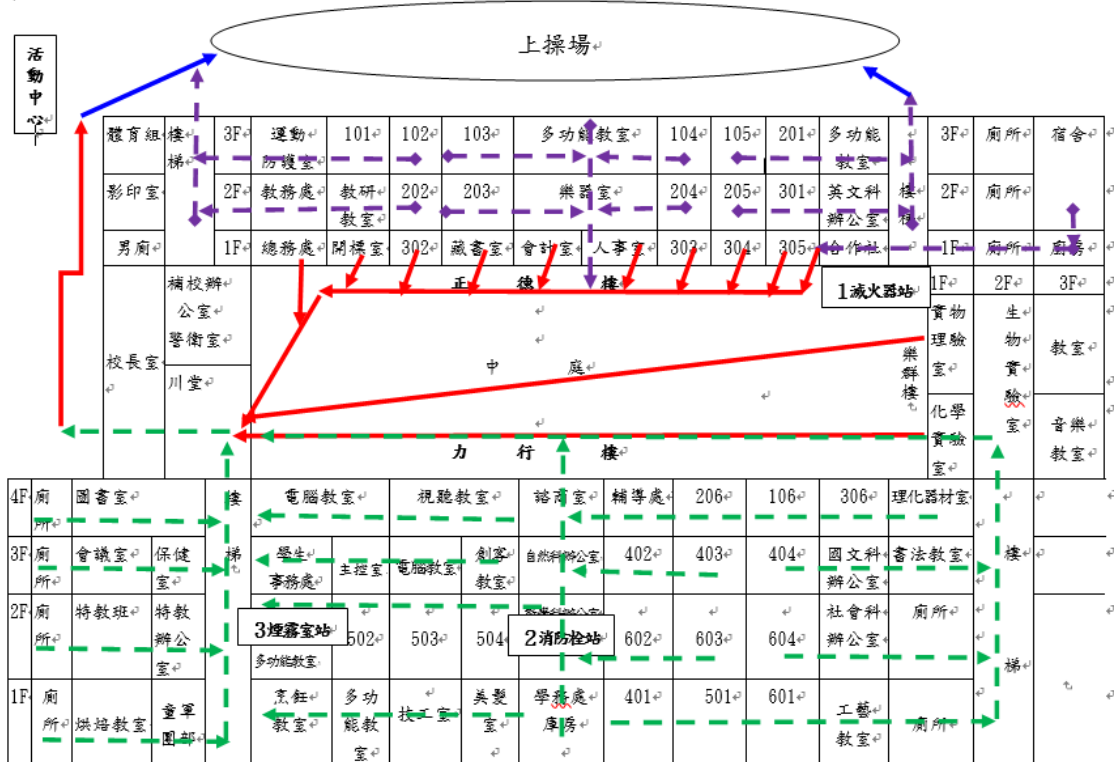 上操場
活動中心
體育組 樓梯 3F 運動防護室 101 102 103 多功能教室 104 105 201 多功能教室 3F 廁所 宿舍
影印室 2F 教務處 教研教室 202 203 樂器室 204 205 301 英文科辦公室 樓梯 2F 廁所
男廁 1F 總務處 開標室 302 藏書室 會計室 人事室 303 304 305 合作社 1F 廁所 廚房
補校辦公室 警衛室
正德樓
1滅火器站
1F 2F 3F
校長室
川堂
中庭
樂群樓
實物理驗室
生物實驗室
教室
化學實驗室
音樂教室
力行樓
4F 廁所 圖書室 樓梯 電腦教室 視聽教室 諮商室 輔導處 206 106 306 理化器材室
3F 廁所 會議室 保健室 學生事務處 主控室 電腦教室 創客教室 自然科辦公室 402 403 404 國文科辦公室 書法教室 樓梯
2F 廁所 特教班 特教辦公室 3煙霧室站 多功能教室 502 503 504 2消防栓站 602 603 604 社會科辦公室 廁所
1F 廁所 烘焙教室 童軍團部 烹飪教室 多功能教室 技工室 美髮室 學務處庫房 401 501 601 工藝教室 廁所